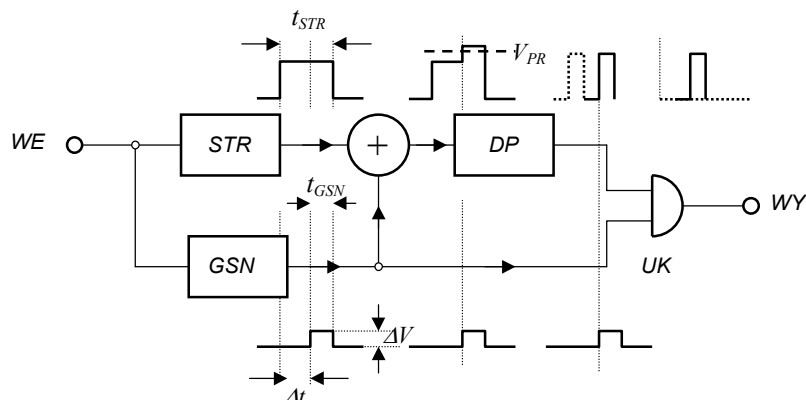 t_STR
V_PR
WE
STR
+
DP
t_GSN
WY
GSN
UK
ΔV
Δt